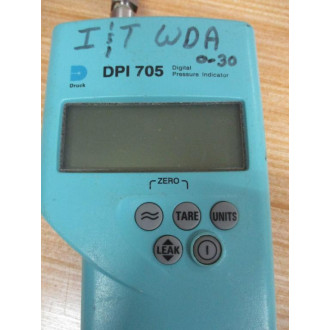 I:T WDA
0-30
Druck
DPI 705 Digital Pressure Indicator
ZERO
≈ TARE UNITS
LEAK